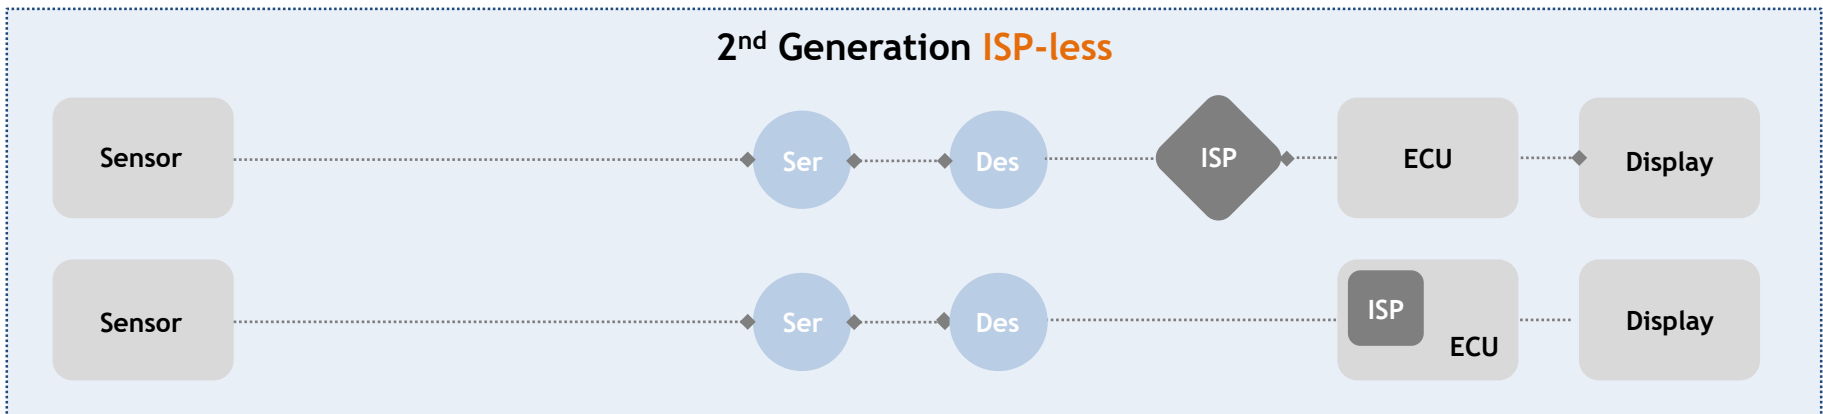 2nd Generation ISP-less
Sensor Ser Des ISP ECU Display
Sensor Ser Des ISP ECU Display